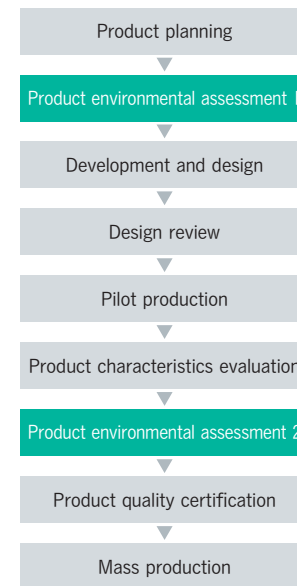 Product planning
Product environmental assessment 1
Development and design
Design review
Pilot production
Product characteristics evaluation
Product environmental assessment 2
Product quality certification
Mass production